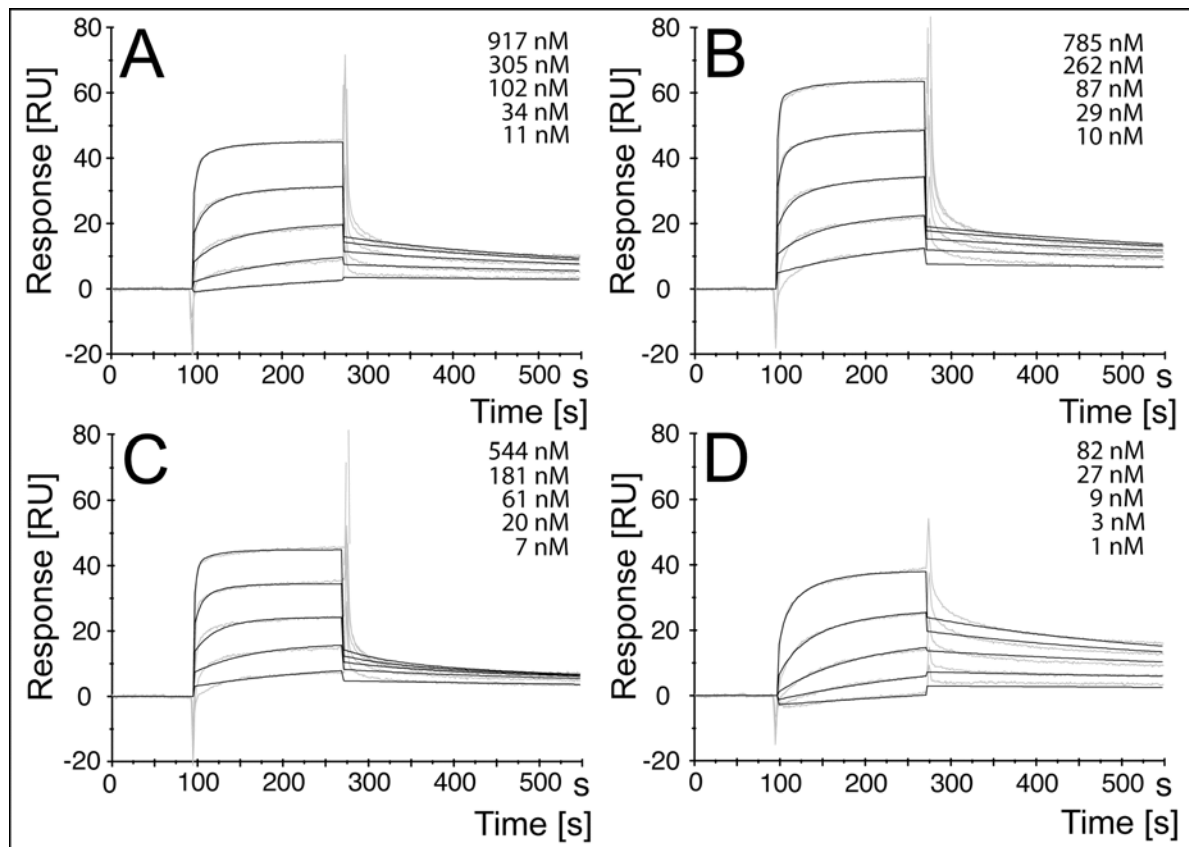 A
Response [RU]
80
60
40
20
0
-20
917 nM
305 nM
102 nM
34 nM
11 nM
0 100 200 300 400 500 s
Time [s]
B
Response [RU]
80
60
40
20
0
-20
785 nM
262 nM
87 nM
29 nM
10 nM
0 100 200 300 400 500 s
Time [s]
C
Response [RU]
80
60
40
20
0
-20
544 nM
181 nM
61 nM
20 nM
7 nM
0 100 200 300 400 500 s
Time [s]
D
Response [RU]
80
60
40
20
0
-20
82 nM
27 nM
9 nM
3 nM
1 nM
0 100 200 300 400 500 s
Time [s]